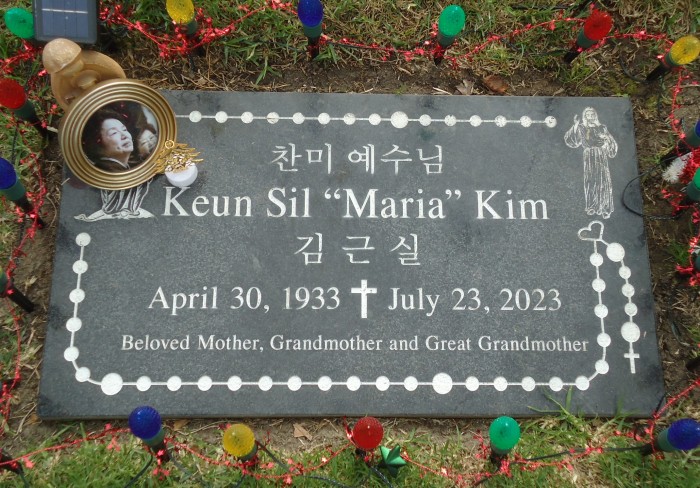 찬미 예수님
Keun Sil “Maria” Kim
김 근 실
April 30, 1933 July 23, 2023
Beloved Mother, Grandmother and Great Grandmother